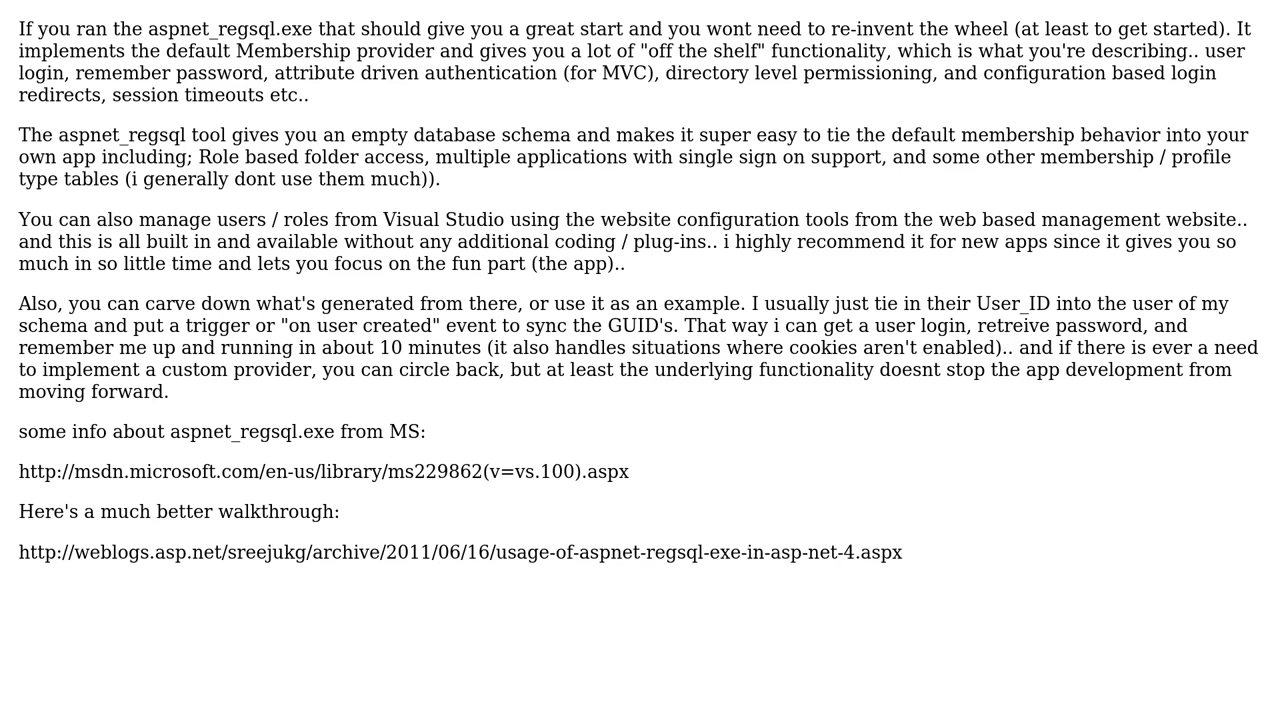 If you ran the aspnet_regsql.exe that should give you a great start and you wont need to re-invent the wheel (at least to get started). It
implements the default Membership provider and gives you a lot of "off the shelf" functionality, which is what you're describing.. user
login, remember password, attribute driven authentication (for MVC), directory level permissioning, and configuration based login
redirects, session timeouts etc..
The aspnet_regsql tool gives you an empty database schema and makes it super easy to tie the default membership behavior into your
own app including; Role based folder access, multiple applications with single sign on support, and some other membership / profile
type tables (i generally dont use them much)).
You can also manage users / roles from Visual Studio using the website configuration tools from the web based management website..
and this is all built in and available without any additional coding / plug-ins.. i highly recommend it for new apps since it gives you so
much in so little time and lets you focus on the fun part (the app)..
Also, you can carve down what's generated from there, or use it as an example. I usually just tie in their User_ID into the user of my
schema and put a trigger or "on user created" event to sync the GUID's. That way i can get a user login, retreive password, and
remember me up and running in about 10 minutes (it also handles situations where cookies aren't enabled).. and if there is ever a need
to implement a custom provider, you can circle back, but at least the underlying functionality doesnt stop the app development from
moving forward.
some info about aspnet_regsql.exe from MS:
http://msdn.microsoft.com/en-us/library/ms229862(v=vs.100).aspx
Here's a much better walkthrough:
http://weblogs.asp.net/sreejukg/archive/2011/06/16/usage-of-aspnet-regsql-exe-in-asp-net-4.aspx